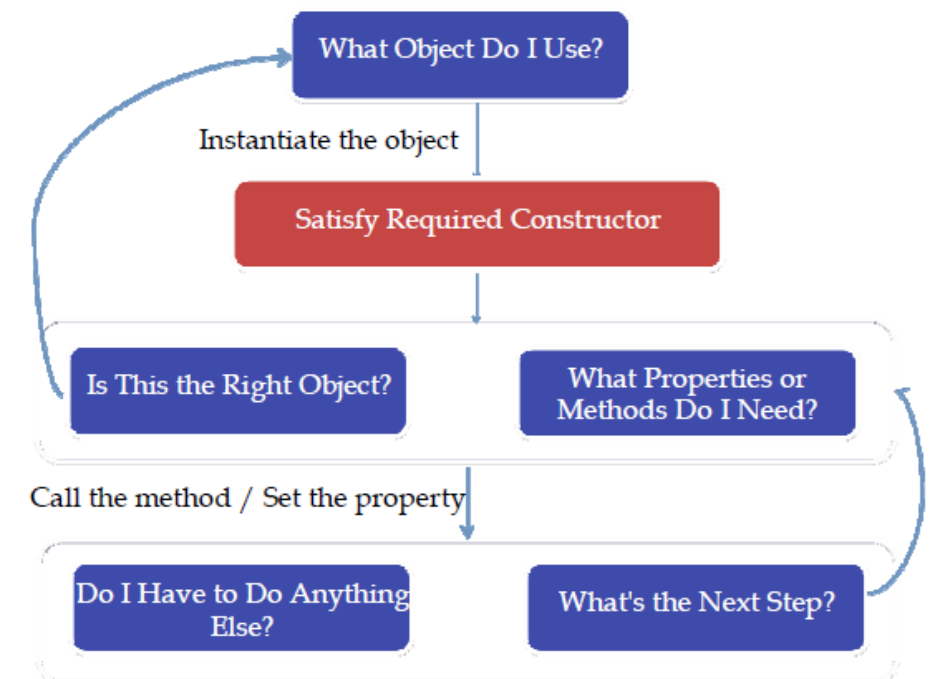 What Object Do I Use?
Instantiate the object
Satisfy Required Constructor
Is This the Right Object?
What Properties or
Methods Do I Need?
Call the method / Set the property
Do I Have to Do Anything
Else?
What's the Next Step?